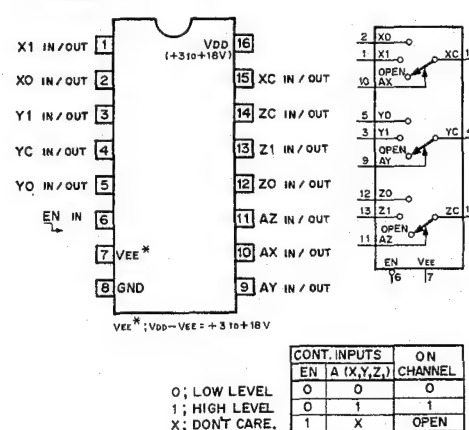 X1 IN/OUT 1
VDD 16
(+3 to +18V)
X0 IN/OUT 2
15 XC IN/OUT
Y1 IN/OUT 3
14 ZC IN/OUT
YC IN/OUT 4
13 Z1 IN/OUT
Y0 IN/OUT 5
12 Z0 IN/OUT
EN IN 6
11 AZ IN/OUT
7 VEE*
10 AX IN/OUT
8 GND
9 AY IN/OUT
VEE*; VDD-VEE = +3 to +18V
2 X0
1 X1
XC 1
OPEN
10 AX
5 Y0
3 Y1
YC 4
OPEN
9 AY
12 Z0
13 Z1
ZC 1
OPEN
11 AZ
EN VEE
6 7
CONT. INPUTS ON
EN A (X,Y,Z,) CHANNEL
0; LOW LEVEL 0 0 0
1; HIGH LEVEL 0 1 1
X; DON'T CARE. 1 X OPEN